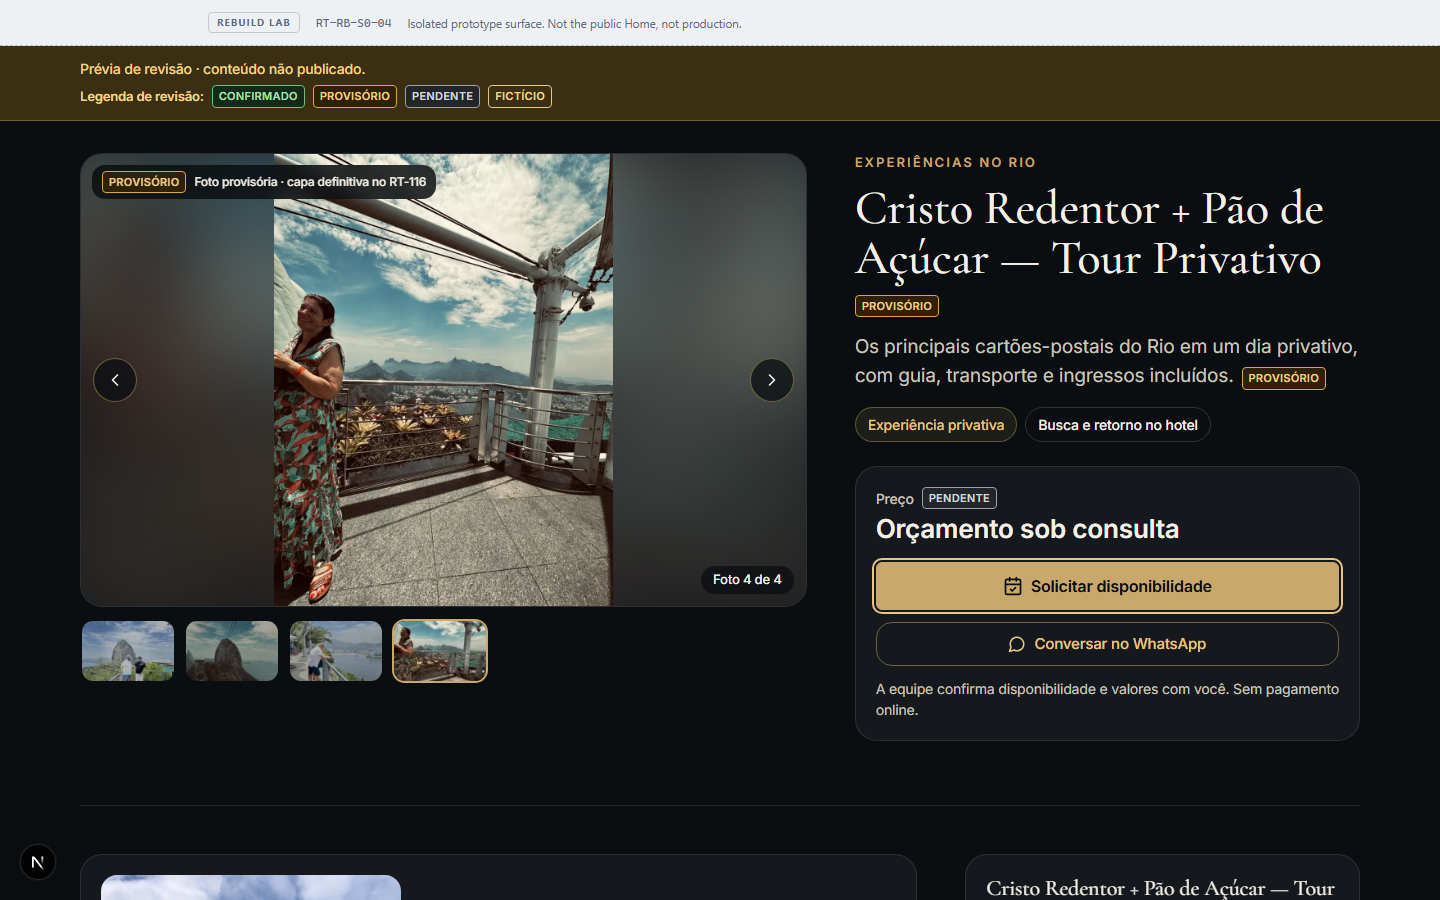 REBUILD LAB RT-RB-S0-04 Isolated prototype surface. Not the public Home, not production.
Prévia de revisão · conteúdo não publicado.
Legenda de revisão: CONFIRMADO PROVISÓRIO PENDENTE FICTÍCIO
PROVISÓRIO Foto provisória · capa definitiva no RT-116
Foto 4 de 4
EXPERIÊNCIAS NO RIO
Cristo Redentor + Pão de
Açúcar — Tour Privativo
PROVISÓRIO
Os principais cartões-postais do Rio em um dia privativo,
com guia, transporte e ingressos incluídos. PROVISÓRIO
Experiência privativa Busca e retorno no hotel
Preço PENDENTE
Orçamento sob consulta
Solicitar disponibilidade
Conversar no WhatsApp
A equipe confirma disponibilidade e valores com você. Sem pagamento
online.
N
Cristo Redentor + Pão de Açúcar — Tour